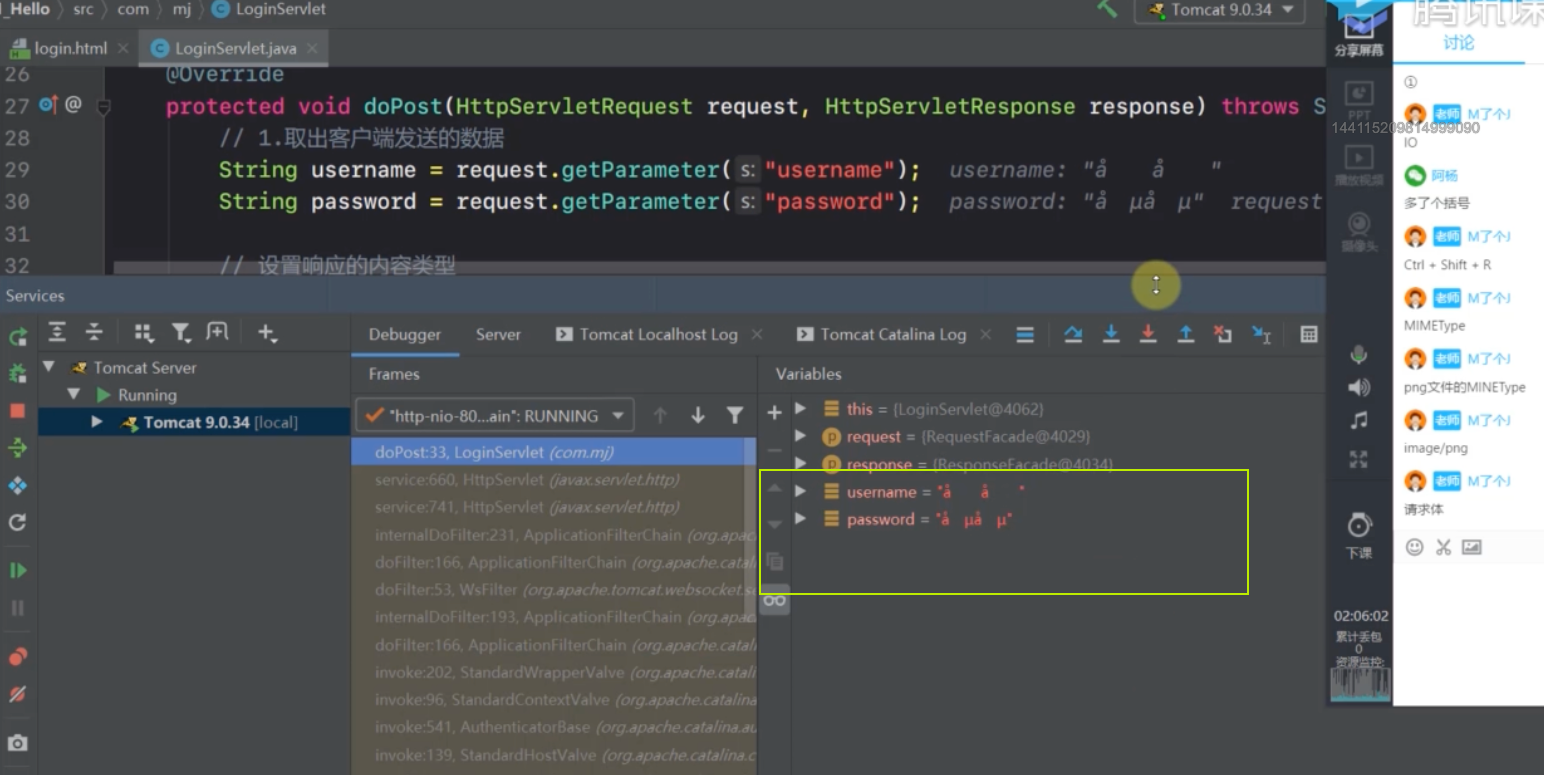 _Hello src com mj LoginServlet
Tomcat 9.0.34
login.html LoginServlet.java
26 @Override
27 @ protected void doPost(HttpServletRequest request, HttpServletResponse response) throws S
28 // 1.取出客户端发送的数据
29 String username = request.getParameter( s: "username"); username: "å å "
30 String password = request.getParameter( s: "password"); password: "å µå µ" request
31
32 // 设置响应的内容类型
Services
Debugger Server Tomcat Localhost Log Tomcat Catalina Log
Tomcat Server
Running
Tomcat 9.0.34 [local]
Frames
"http-nio-80...ain": RUNNING
doPost:33, LoginServlet (com.mj)
service:660, HttpServlet (javax.servlet.http)
service:741, HttpServlet (javax.servlet.http)
internalDoFilter:231, ApplicationFilterChain (org.apac
doFilter:166, ApplicationFilterChain (org.apache.catal
doFilter:53, WsFilter (org.apache.tomcat.websocket.se
internalDoFilter:193, ApplicationFilterChain (org.apac
doFilter:166, ApplicationFilterChain (org.apache.catal
invoke:202, StandardWrapperValve (org.apache.catali
invoke:96, StandardContextValve (org.apache.catalina
invoke:541, AuthenticatorBase (org.apache.catalina.au
invoke:139, StandardHostValve (org.apache.catalina.c
Variables
this = {LoginServlet@4062}
request = {RequestFacade@4029}
response = {ResponseFacade@4034}
username = "å å "
password = "å µå µ"
分享屏幕
PPT
播放视频
摄像头
下课
02:06:02
累计丢包
0
资源监控:
腾讯课
讨论
①
老师 M了个J
144115209814999090
IO
阿杨
多了个括号
老师 M了个J
Ctrl + Shift + R
老师 M了个J
MIMEType
老师 M了个J
png文件的MINEType
老师 M了个J
image/png
老师 M了个J
请求体